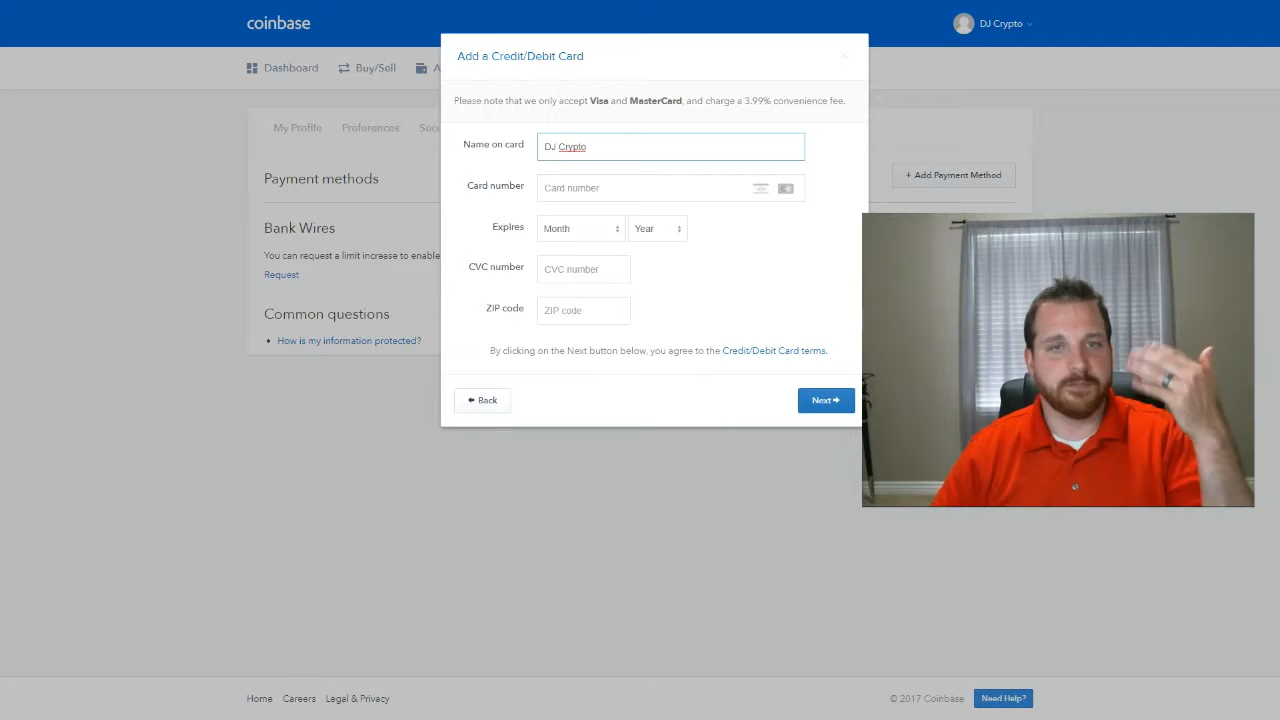 coinbase
DJ Crypto
Dashboard
Buy/Sell
A
Add a Credit/Debit Card
Please note that we only accept Visa and MasterCard, and charge a 3.99% convenience fee.
My Profile
Preferences
Sec
Name on card
DJ Crypto
Payment methods
+ Add Payment Method
Card number
Card number
Bank Wires
Expires
Month
Year
You can request a limit increase to enable
Request
CVC number
CVC number
Common questions
ZIP code
ZIP code
How is my information protected?
By clicking on the Next button below, you agree to the Credit/Debit Card terms.
Back
Next
Home
Careers
Legal & Privacy
© 2017 Coinbase
Need Help?